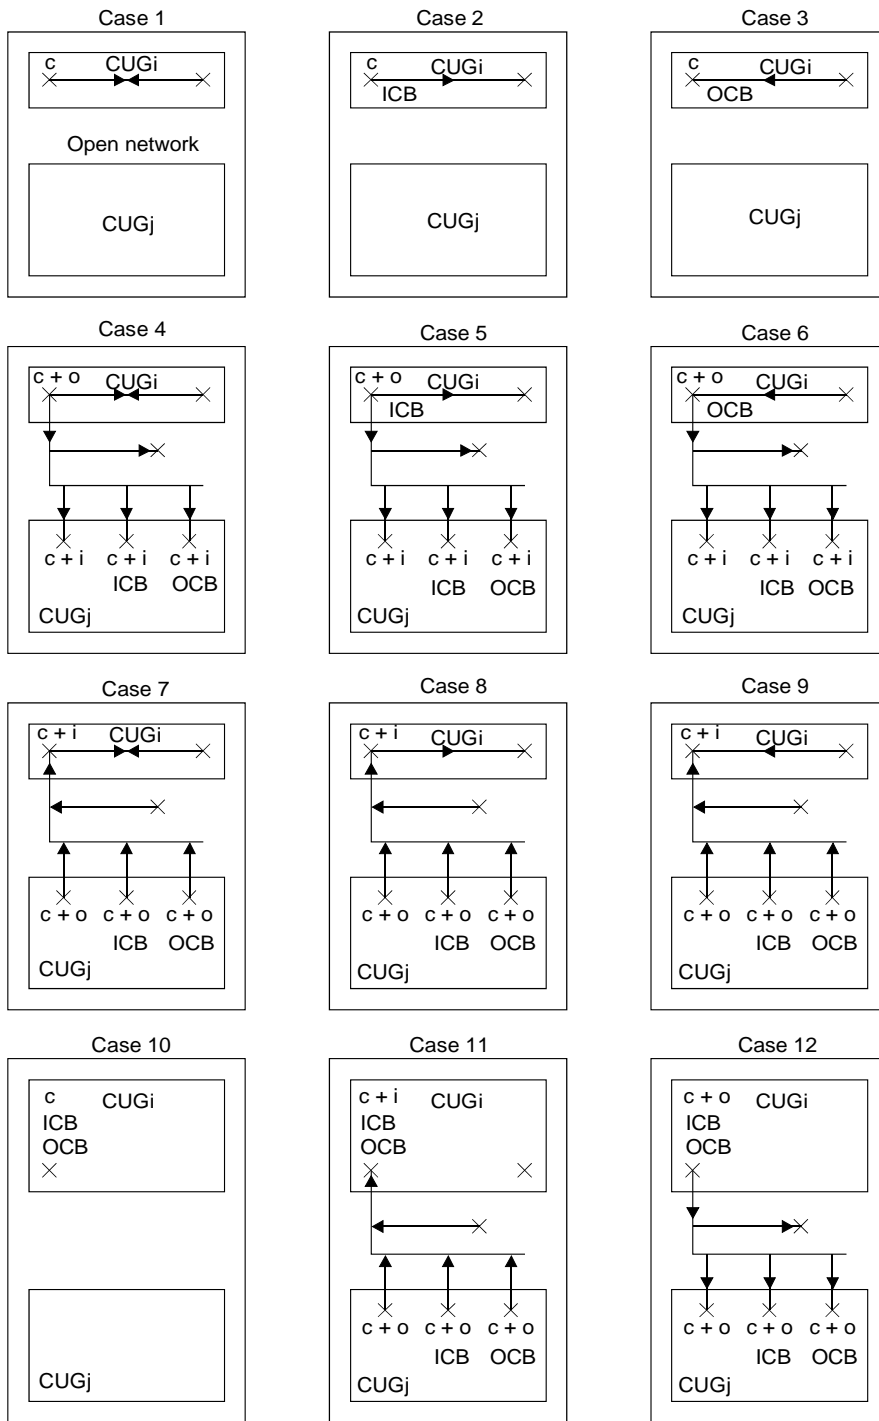 Case 1
c CUGi
Open network
CUGj
Case 2
c CUGi
ICB
CUGj
Case 3
c CUGi
OCB
CUGj
Case 4
c + o CUGi
c + i c + i c + i
ICB OCB
CUGj
Case 5
c + o CUGi
ICB
c + i c + i c + i
ICB OCB
CUGj
Case 6
c + o CUGi
OCB
c + i c + i c + i
ICB OCB
CUGj
Case 7
c + i CUGi
c + o c + o c + o
ICB OCB
CUGj
Case 8
c + i CUGi
c + o c + o c + o
ICB OCB
CUGj
Case 9
c + i CUGi
c + o c + o c + o
ICB OCB
CUGj
Case 10
c CUGi
ICB
OCB
CUGj
Case 11
c + i CUGi
ICB
OCB
c + o c + o c + o
ICB OCB
CUGj
Case 12
c + o CUGi
ICB
OCB
c + o c + o c + o
ICB OCB
CUGj